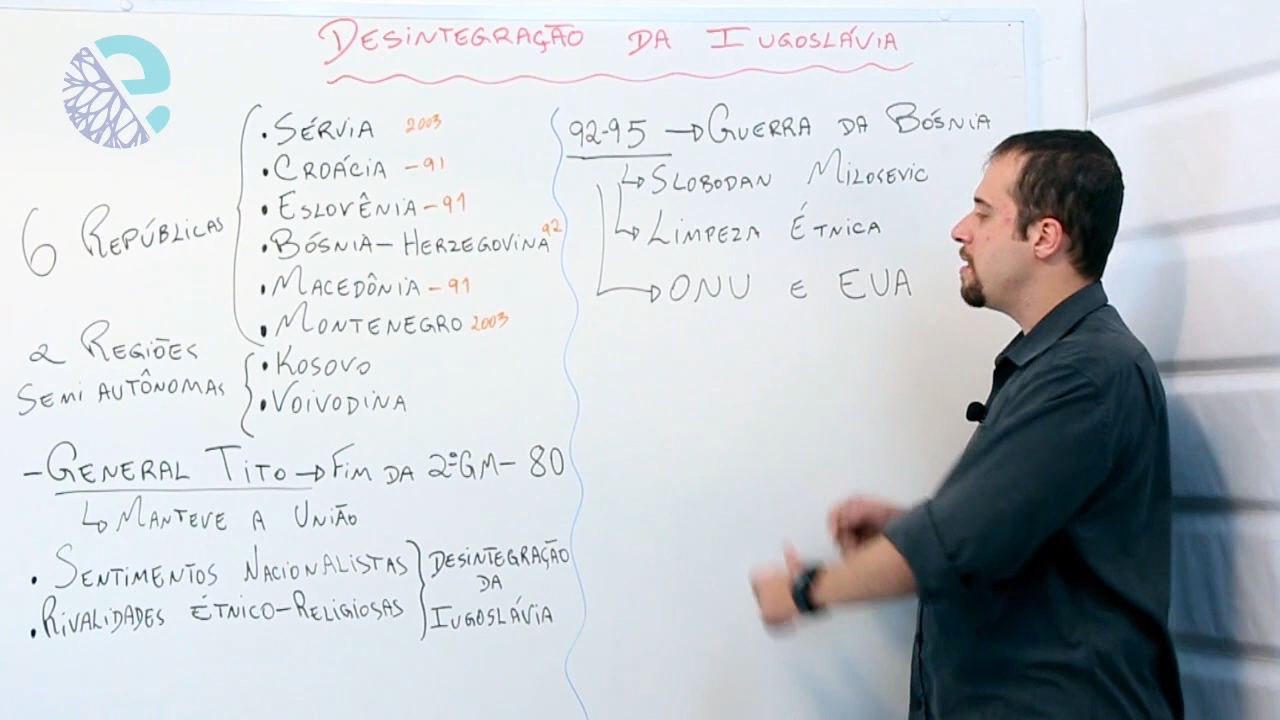 DESINTEGRAÇÃO DA IUGOSLÁVIA
6 REPÚBLICAS
• SÉRVIA 2003
• CROÁCIA - 91
• ESLOVÊNIA - 91
• BÓSNIA - HERZEGOVINA 92
• MACEDÔNIA - 91
• MONTENEGRO 2003
2 REGIÕES
SEMI AUTÔNOMAS
• KOSOVO
• VOIVODINA
- GENERAL TITO → FIM DA 2ª GM - 80
↳ MANTEVE A UNIÃO
• SENTIMENTOS NACIONALISTAS
• RIVALIDADES ÉTNICO-RELIGIOSAS
DESINTEGRAÇÃO
DA
IUGOSLÁVIA
92-95 → GUERRA DA BÓSNIA
↳ SLOBODAN MILOSEVIC
↳ LIMPEZA ÉTNICA
→ ONU E EUA